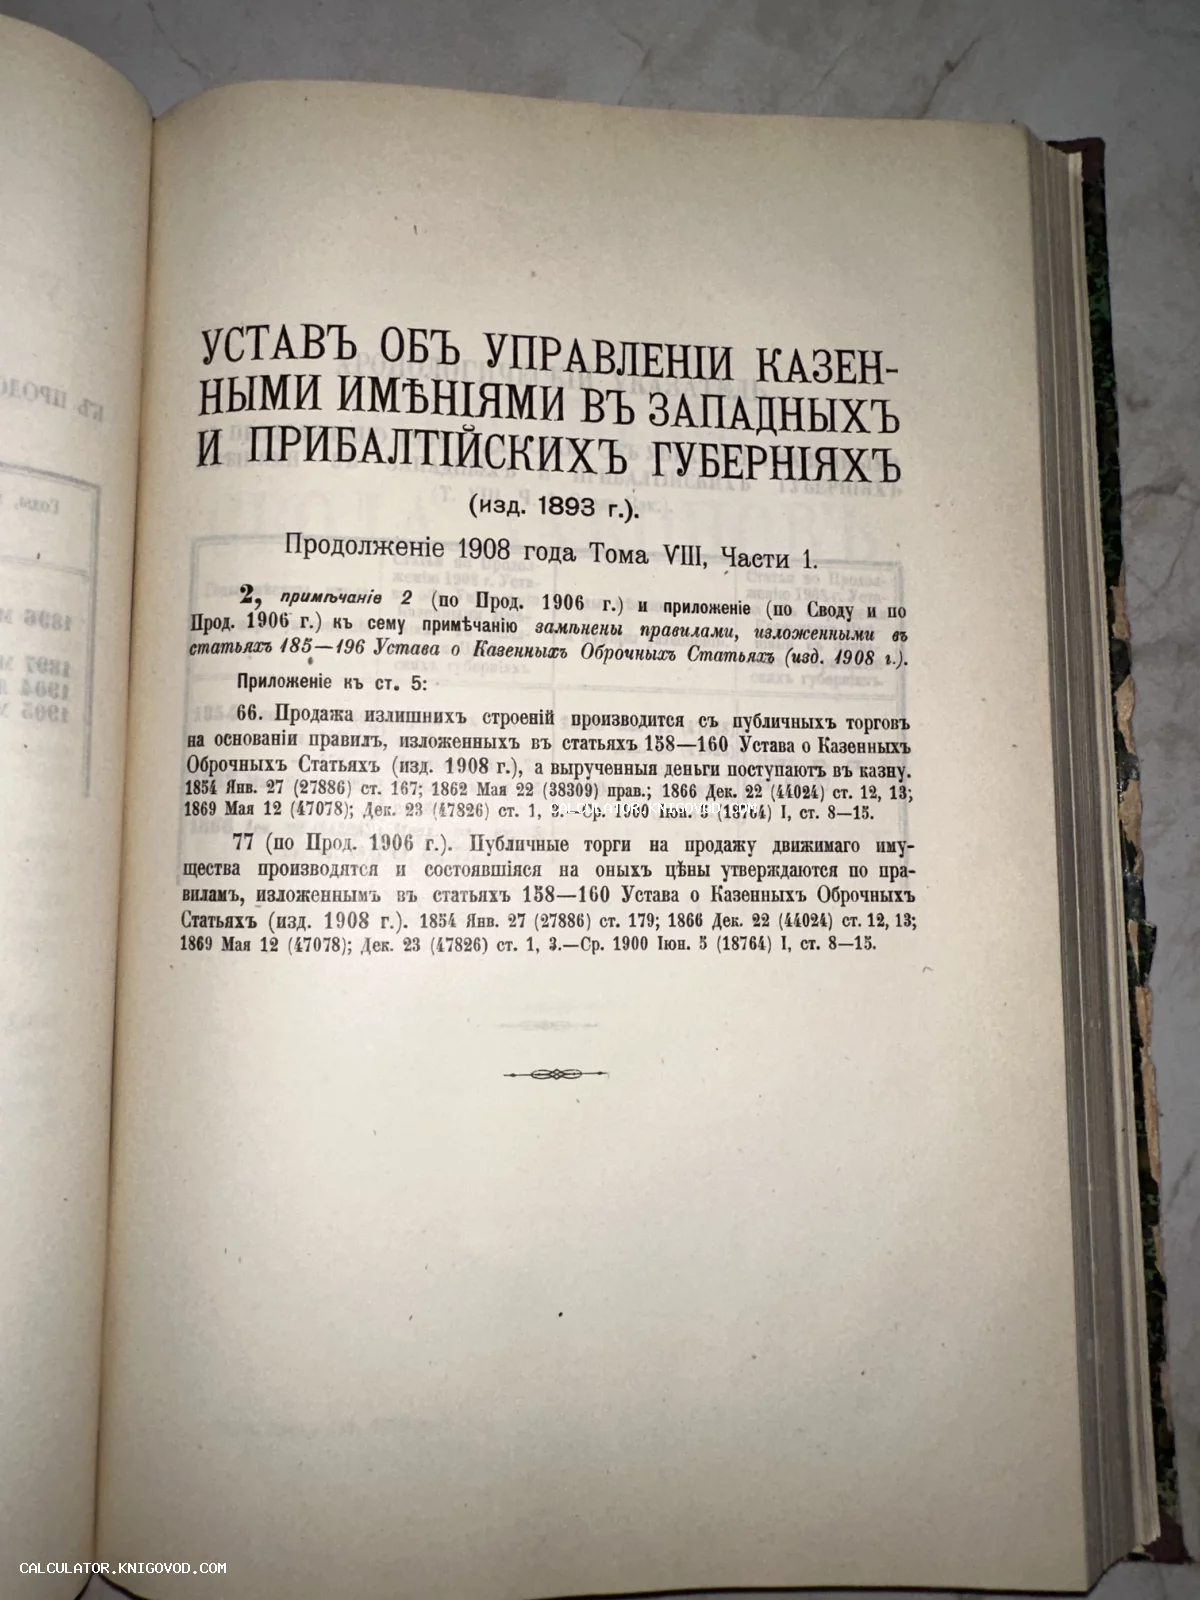 УСТАВЪ ОБЪ УПРАВЛЕНІИ КАЗЕН-
НЫМИ ИМѢНІЯМИ ВЪ ЗАПАДНЫХЪ
И ПРИБАЛТІЙСКИХЪ ГУБЕРНІЯХЪ
(изд. 1893 г.).
Продолженіе 1908 года Тома VIII, Части 1.
2, примѣчаніе 2 (по Прод. 1906 г.) и приложеніе (по Своду и по
Прод. 1906 г.) къ сему примѣчанію замѣнены правилами, изложенными въ
статьяхъ 185—196 Устава о Казенныхъ Оброчныхъ Статьяхъ (изд. 1908 г.).
Приложеніе къ ст. 5:
66. Продажа излишнихъ строеній производится съ публичныхъ торговъ
на основаніи правилъ, изложенныхъ въ статьяхъ 158—160 Устава о Казенныхъ
Оброчныхъ Статьяхъ (изд. 1908 г.), а вырученныя деньги поступаютъ въ казну.
1854 Янв. 27 (27886) ст. 167; 1862 Мая 22 (38309) прав.; 1866 Дек. 22 (44024) ст. 12, 13;
1869 Мая 12 (47078); Дек. 23 (47826) ст. 1, 3.—Ср. 1900 Іюн. 5 (18764) I, ст. 8—15.
CALCULATOR.KNIGOVOD.COM
77 (по Прод. 1906 г.). Публичные торги на продажу движимаго иму-
щества производятся и состоявшіяся на оныхъ цѣны утверждаются по пра-
виламъ, изложеннымъ въ статьяхъ 158—160 Устава о Казенныхъ Оброчныхъ
Статьяхъ (изд. 1908 г.). 1854 Янв. 27 (27886) ст. 179; 1866 Дек. 22 (44024) ст. 12, 13;
1869 Мая 12 (47078); Дек. 23 (47826) ст. 1, 3.—Ср. 1900 Іюн. 5 (18764) I, ст. 8—15.
CALCULATOR.KNIGOVOD.COM